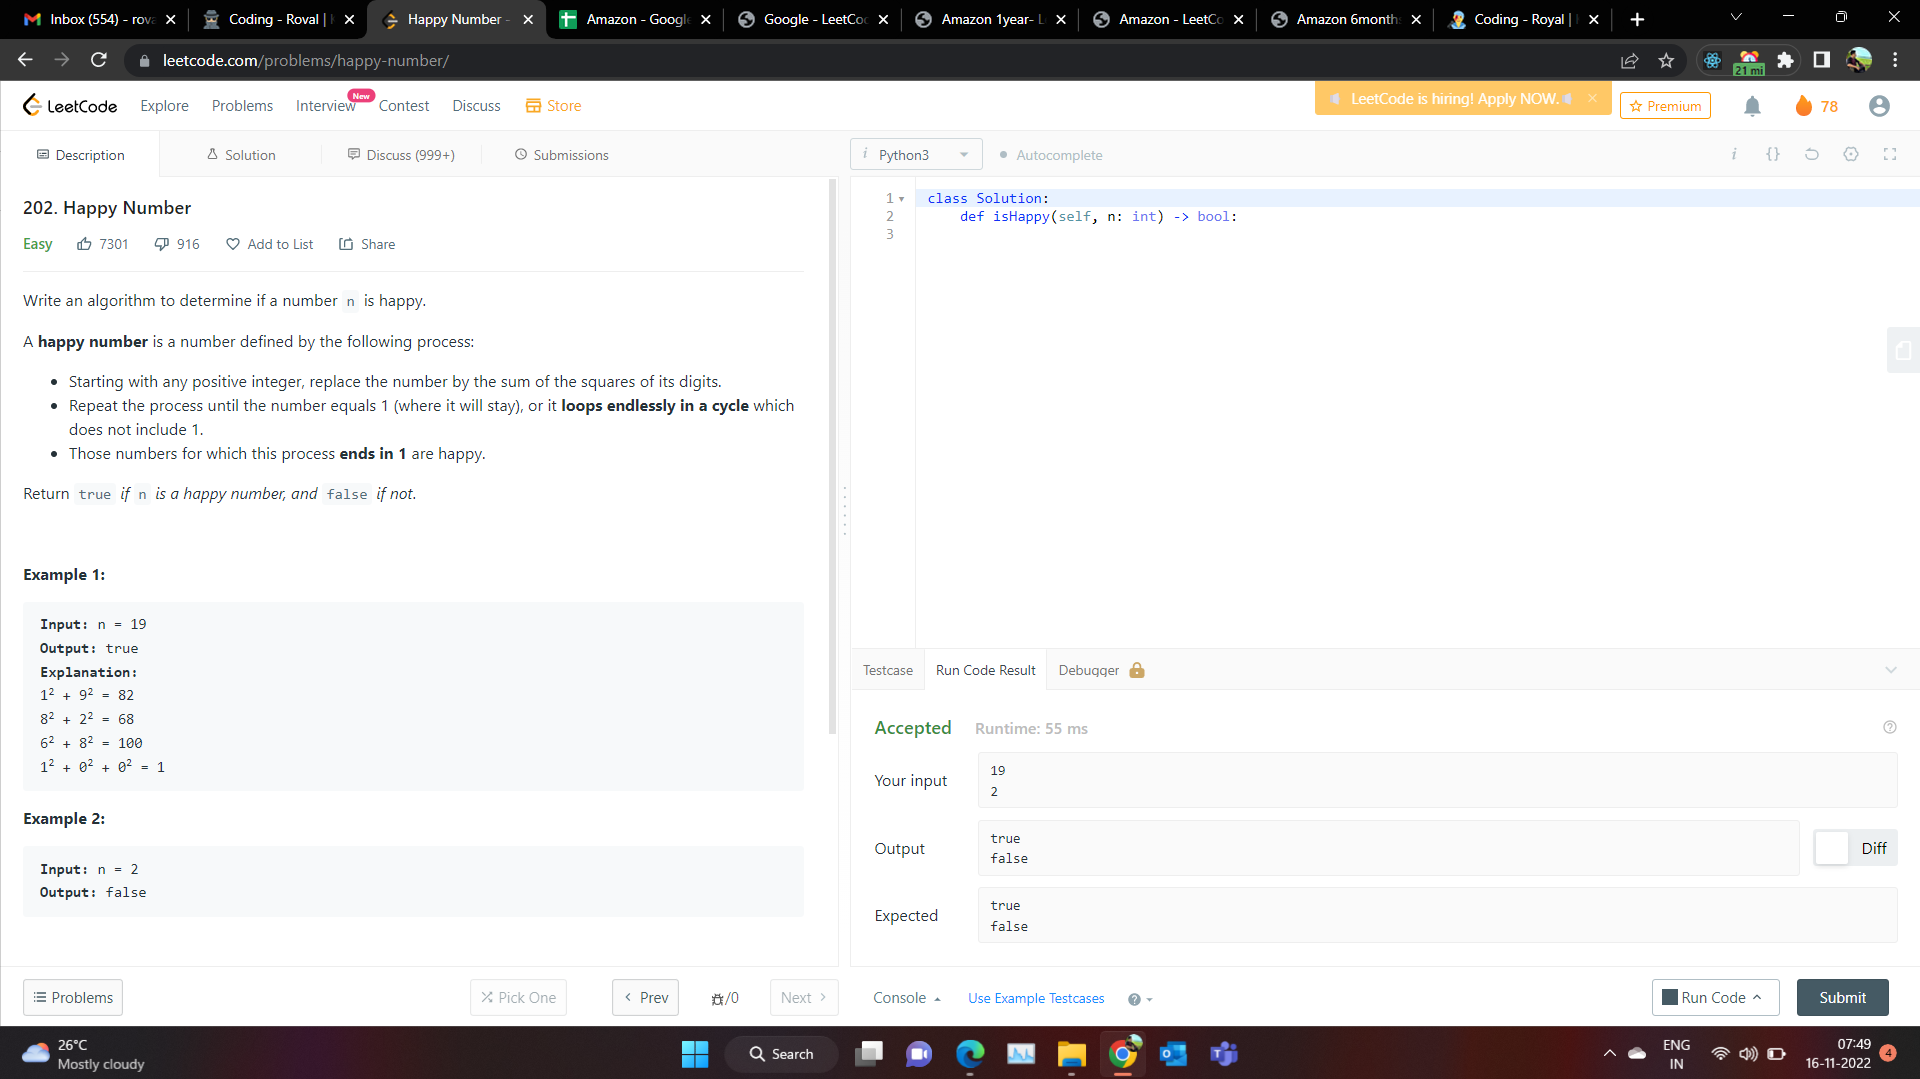 Inbox (554) - rova
Coding - Roval |
Happy Number -
Amazon - Google
Google - LeetCod
Amazon 1year- L
Amazon - LeetCo
Amazon 6month
Coding - Royal |
leetcode.com/problems/happy-number/
21 mi
LeetCode
Explore
Problems
Interview
New
Contest
Discuss
Store
LeetCode is hiring! Apply NOW.
Premium
78
Description
Solution
Discuss (999+)
Submissions
i Python3
Autocomplete
i {}
202. Happy Number
Easy
7301
916
Add to List
Share
Write an algorithm to determine if a number n is happy.
A happy number is a number defined by the following process:
• Starting with any positive integer, replace the number by the sum of the squares of its digits.
• Repeat the process until the number equals 1 (where it will stay), or it loops endlessly in a cycle which
does not include 1.
• Those numbers for which this process ends in 1 are happy.
Return true if n is a happy number, and false if not.
Example 1:
Input: n = 19
Output: true
Explanation:
1² + 9² = 82
8² + 2² = 68
6² + 8² = 100
1² + 0² + 0² = 1
Example 2:
Input: n = 2
Output: false
1 class Solution:
2 def isHappy(self, n: int) -> bool:
3
Testcase
Run Code Result
Debugger
Accepted
Runtime: 55 ms
Your input
19
2
Output
true
false
Diff
Expected
true
false
Problems
Pick One
Prev
/0
Next
Console
Use Example Testcases
Run Code
Submit
26°C
Mostly cloudy
Search
ENG
IN
07:49
16-11-2022
4